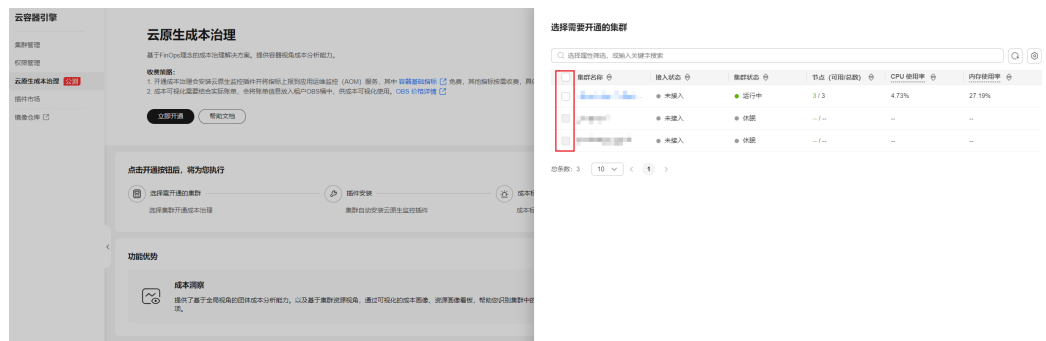 云容器引擎
集群管理
权限管理
云原生成本治理 公测
插件市场
镜像仓库
云原生成本治理
基于FinOps理念的成本治理解决方案，提供容器视角成本分析能力。
收费策略：
1. 开通成本治理会安装云原生监控插件并将指标上报到应用运维监控（AOM）服务，其中 容器基础指标 免费，其他指标按需收费，具
2. 成本可视化需要结合实际账单，会将账单信息放入租户OBS桶中，供成本可视化使用。OBS 价格详情
立即开通
帮助文档
点击开通按钮后，将为您执行
选择需开通的集群
选择集群开通成本治理
插件安装
集群自动安装云原生监控插件
成本标
成本标
功能优势
成本洞察
提供了基于全局视角的团体成本分析能力，以及基于集群资源视角，通过可视化的成本画像、资源画像看板，帮助您识别集群中的
项。
选择需要开通的集群
选择属性筛选，或输入关键字搜索
集群名称 接入状态 集群状态 节点（可用/总数） CPU 使用率 内存使用率
未接入 运行中 3 / 3 4.73% 27.19%
未接入 休眠 -- / -- -- --
未接入 休眠 -- / -- -- --
总条数：3 10 < 1 >